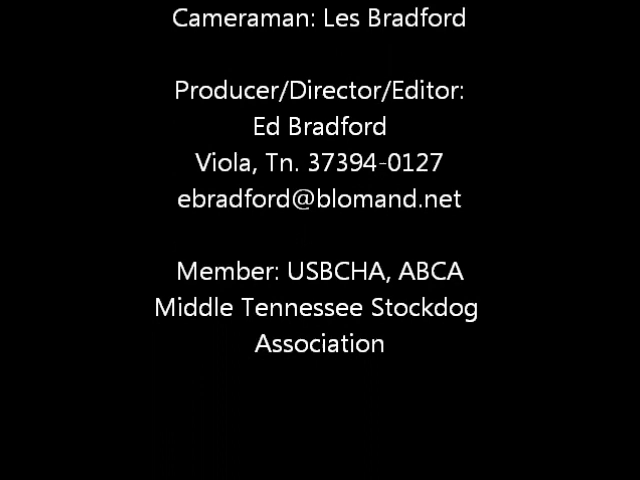 Cameraman: Les Bradford
Producer/Director/Editor:
Ed Bradford
Viola, Tn. 37394-0127
ebradford@blomand.net
Member: USBCHA, ABCA
Middle Tennessee Stockdog
Association